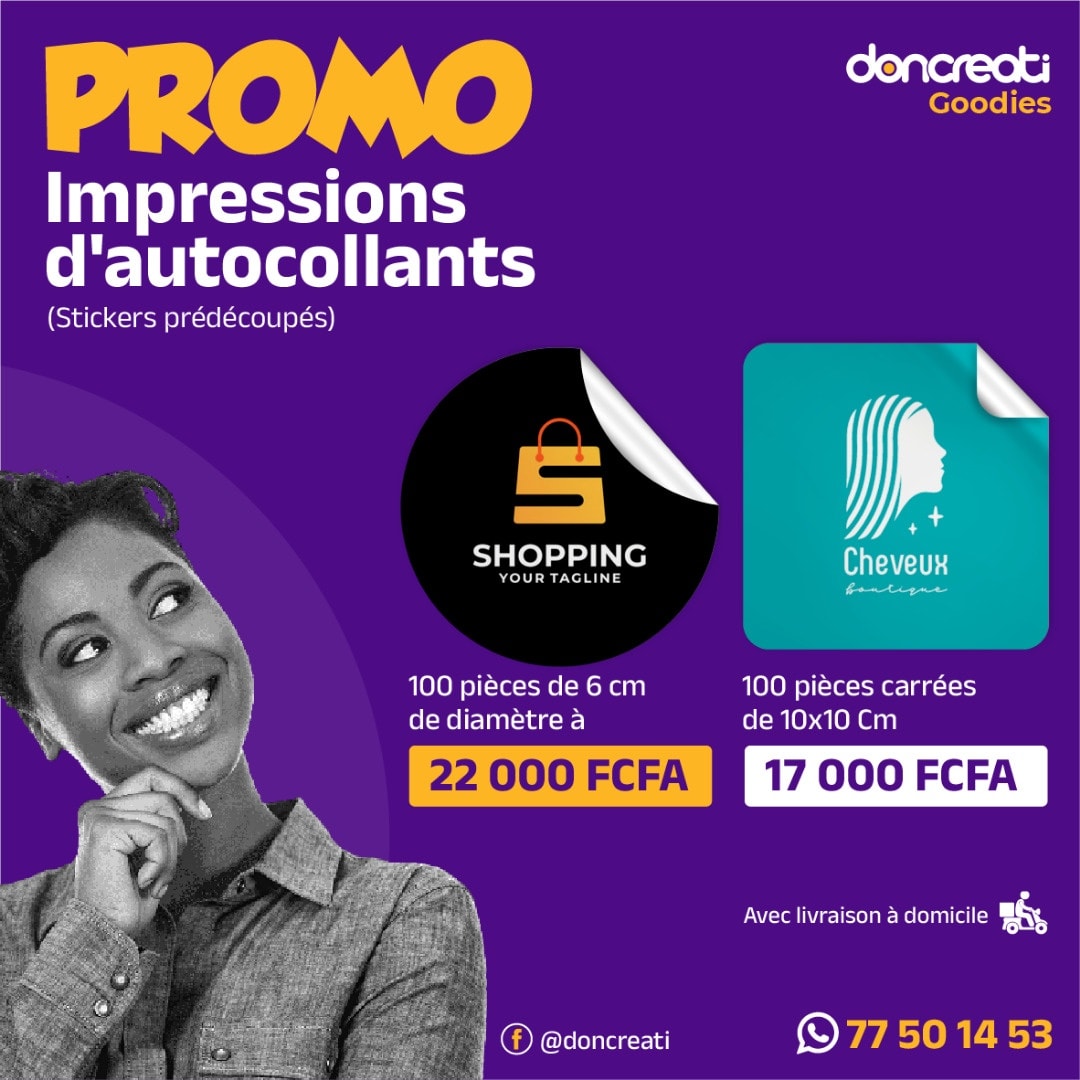 PROMO
Impressions
d'autocollants
(Stickers prédécoupés)
doncreati
Goodies
SHOPPING
YOUR TAGLINE
Cheveux
boutique
100 pièces de 6 cm
de diamètre à
22 000 FCFA
100 pièces carrées
de 10x10 Cm
17 000 FCFA
Avec livraison à domicile
@doncreati
77 50 14 53